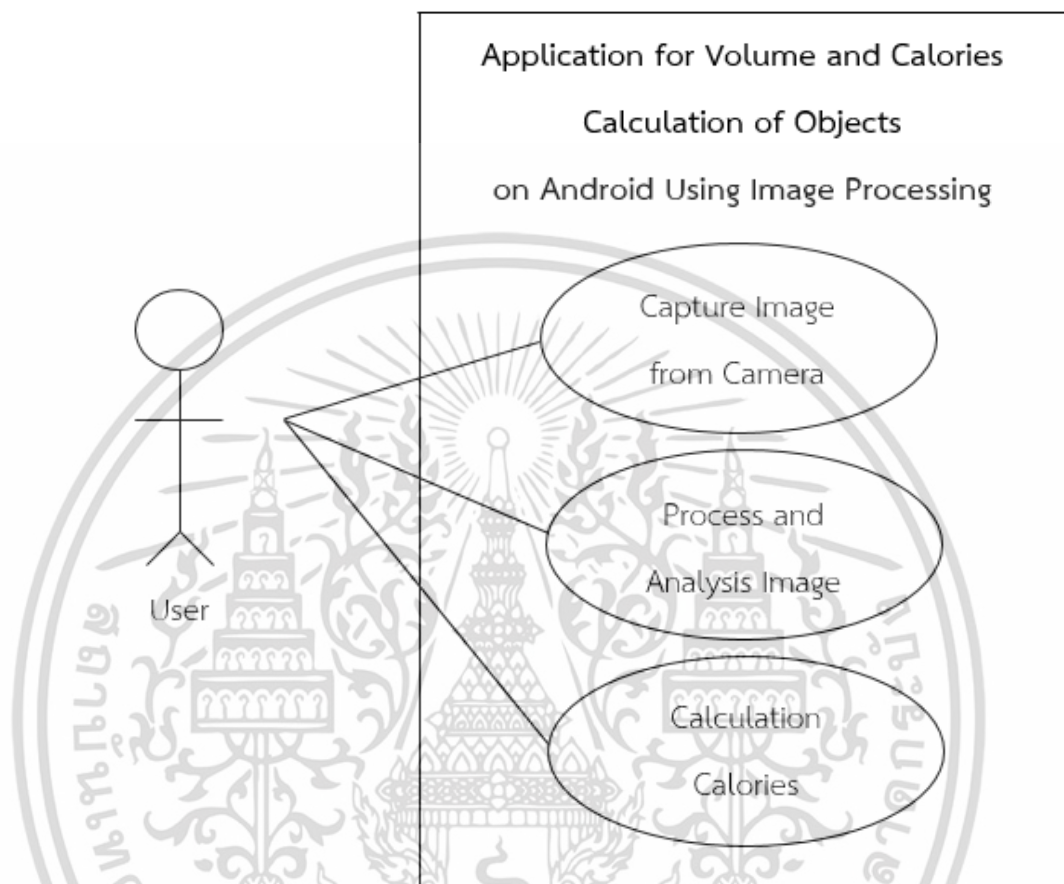 Application for Volume and Calories
Calculation of Objects
on Android Using Image Processing
Capture Image
from Camera
Process and
Analysis Image
User
Calculation
Calories